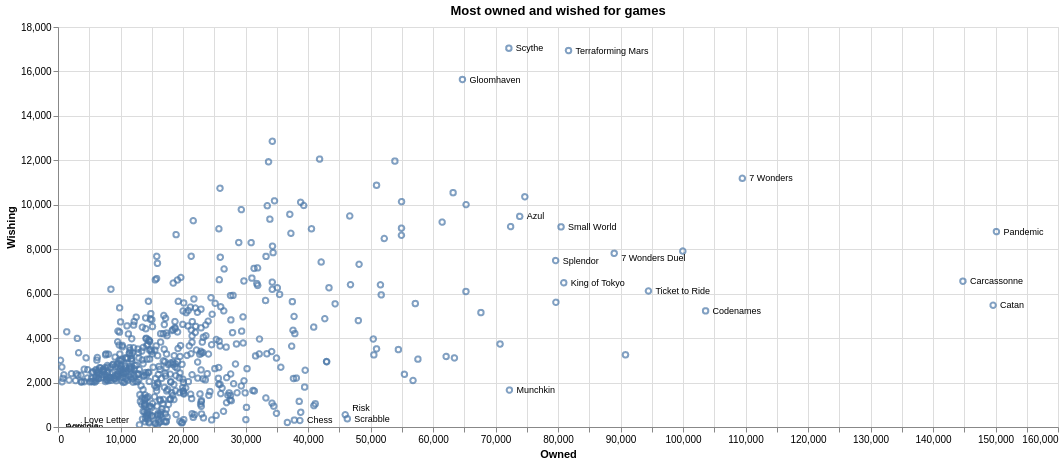 Most owned and wished for games
18,000
16,000
14,000
12,000
10,000
8,000
6,000
4,000
2,000
0
Wishing
Scythe
Terraforming Mars
Gloomhaven
7 Wonders
Azul
Small World
Pandemic
7 Wonders Duel
Splendor
King of Tokyo
Carcassonne
Ticket to Ride
Catan
Codenames
Munchkin
Risk
Love Letter
Chess
Scrabble
0
10,000
20,000
30,000
40,000
50,000
60,000
70,000
80,000
90,000
100,000
110,000
120,000
130,000
140,000
150,000
160,000
Owned